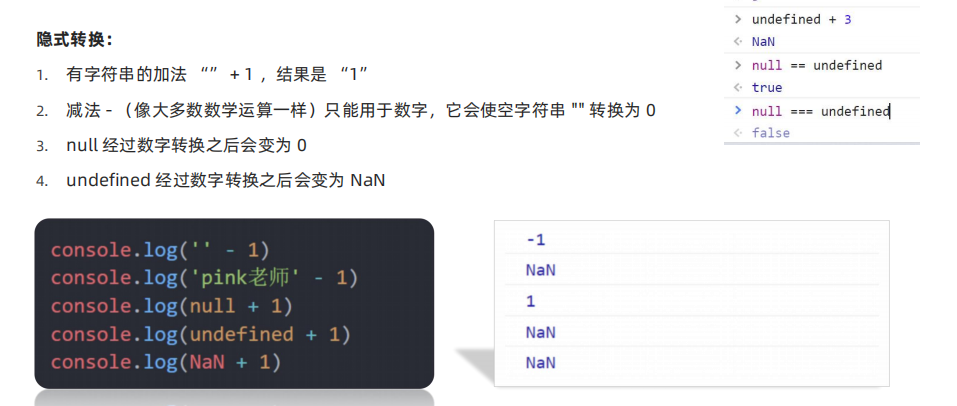 隐式转换：
1. 有字符串的加法 “” + 1 ，结果是 “1”
2. 减法 - （像大多数数学运算一样）只能用于数字，它会使空字符串 "" 转换为 0
3. null 经过数字转换之后会变为 0
4. undefined 经过数字转换之后会变为 NaN
> undefined + 3
<· NaN
> null == undefined
<· true
> null === undefined
<· false
console.log('' - 1)
console.log('pink老师' - 1)
console.log(null + 1)
console.log(undefined + 1)
console.log(NaN + 1)
-1
NaN
1
NaN
NaN